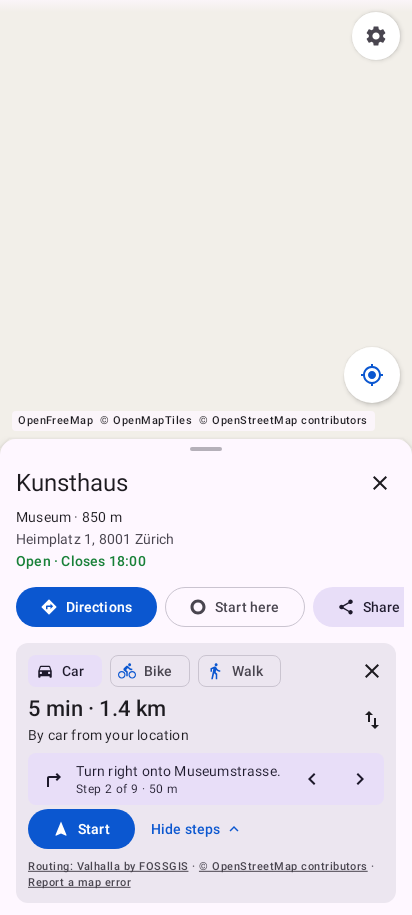 OpenFreeMap © OpenMapTiles © OpenStreetMap contributors
Kunsthaus
Museum · 850 m
Heimplatz 1, 8001 Zürich
Open · Closes 18:00
Directions Start here Share
Car Bike Walk
5 min · 1.4 km
By car from your location
Turn right onto Museumstrasse.
Step 2 of 9 · 50 m
Start Hide steps
Routing: Valhalla by FOSSGIS · © OpenStreetMap contributors ·
Report a map error